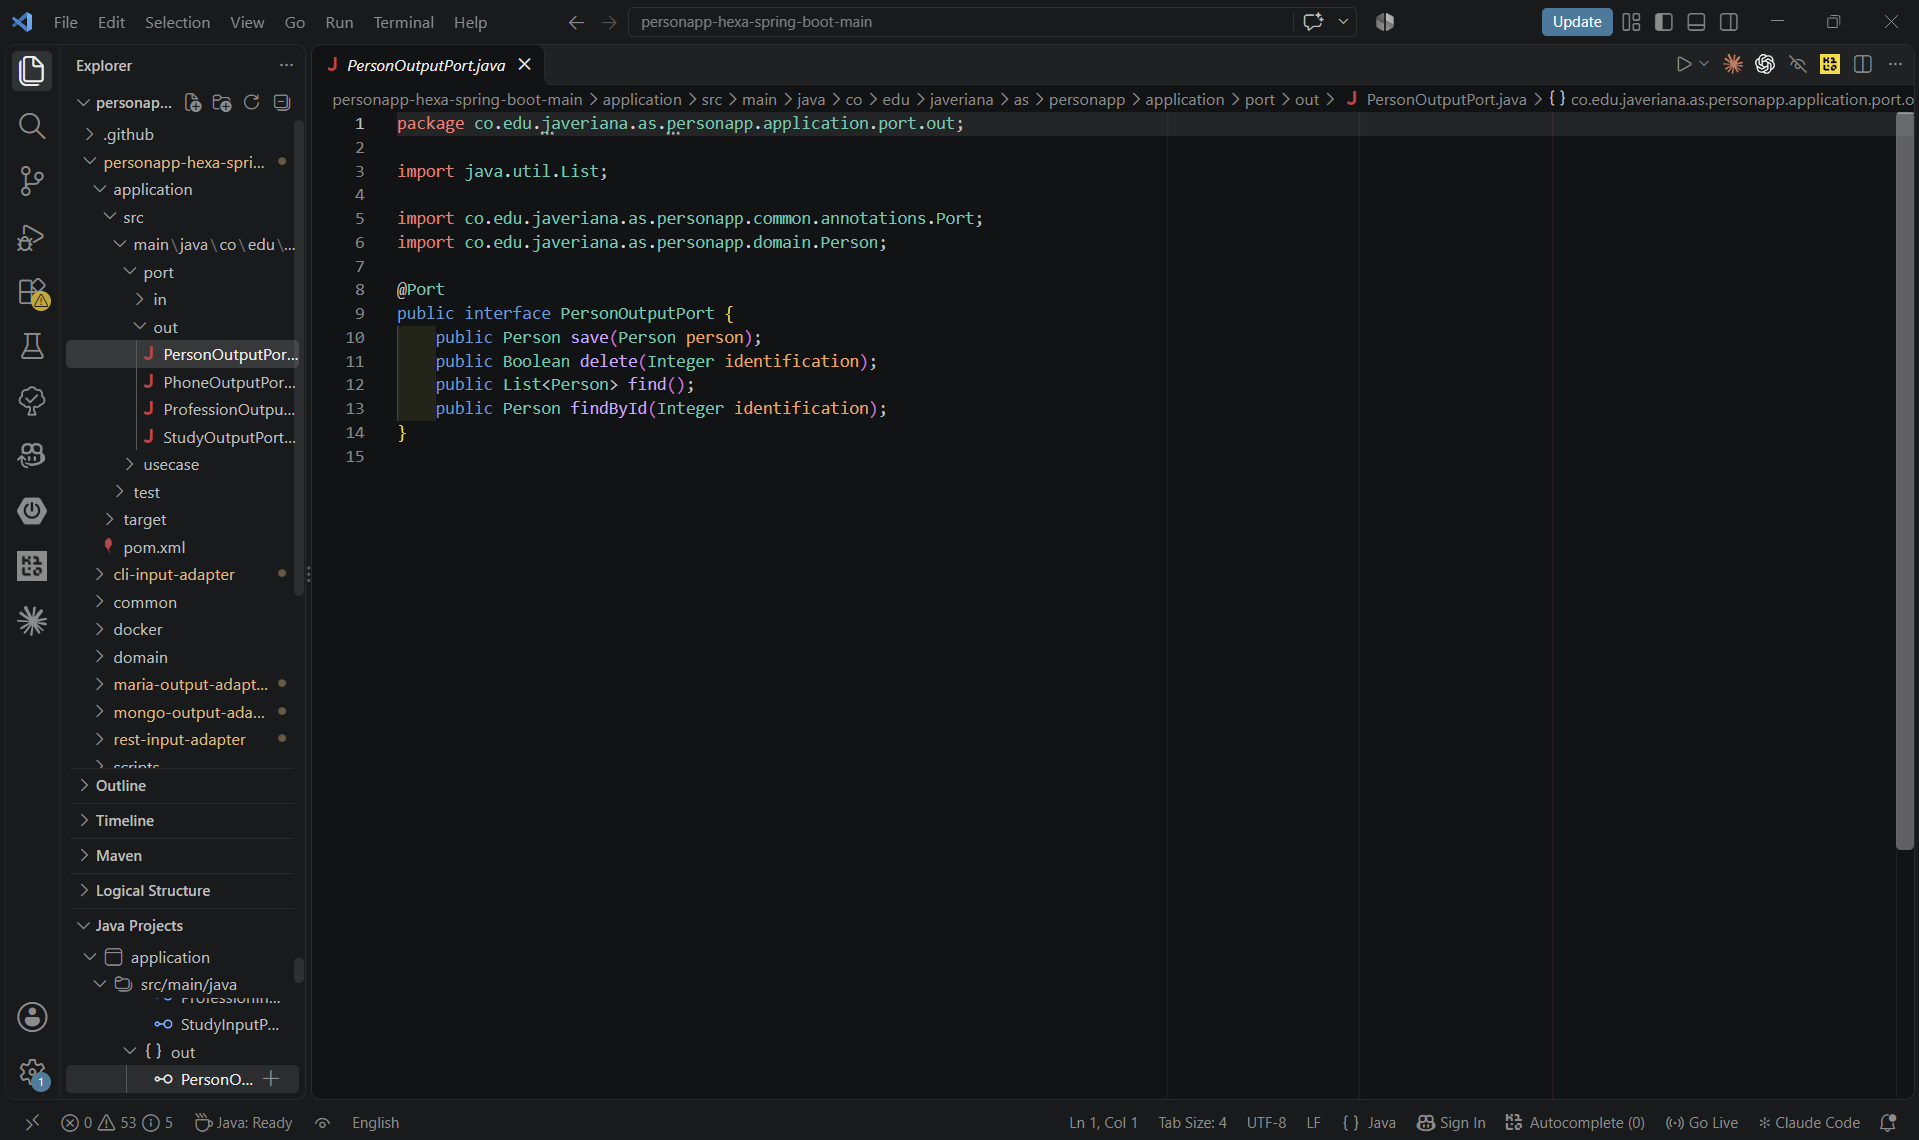 File Edit Selection View Go Run Terminal Help
personapp-hexa-spring-boot-main
Update
Explorer
personap...
.github
personapp-hexa-spri...
application
src
main\java\co\edu\...
port
in
out
PersonOutputPor...
PhoneOutputPor...
ProfessionOutpu...
StudyOutputPort...
usecase
test
target
pom.xml
cli-input-adapter
common
docker
domain
maria-output-adapt...
mongo-output-ada...
rest-input-adapter
scripts
Outline
Timeline
Maven
Logical Structure
Java Projects
application
src/main/java
ProfessionIn...
StudyInputP...
{ } out
PersonO...
J PersonOutputPort.java
personapp-hexa-spring-boot-main > application > src > main > java > co > edu > javeriana > as > personapp > application > port > out > J PersonOutputPort.java > { } co.edu.javeriana.as.personapp.application.port.o
1 package co.edu.javeriana.as.personapp.application.port.out;
2
3 import java.util.List;
4
5 import co.edu.javeriana.as.personapp.common.annotations.Port;
6 import co.edu.javeriana.as.personapp.domain.Person;
7
8 @Port
9 public interface PersonOutputPort {
10 public Person save(Person person);
11 public Boolean delete(Integer identification);
12 public List<Person> find();
13 public Person findById(Integer identification);
14 }
15
1
0 53 5 Java: Ready English
Ln 1, Col 1 Tab Size: 4 UTF-8 LF { } Java Sign In Autocomplete (0) Go Live Claude Code